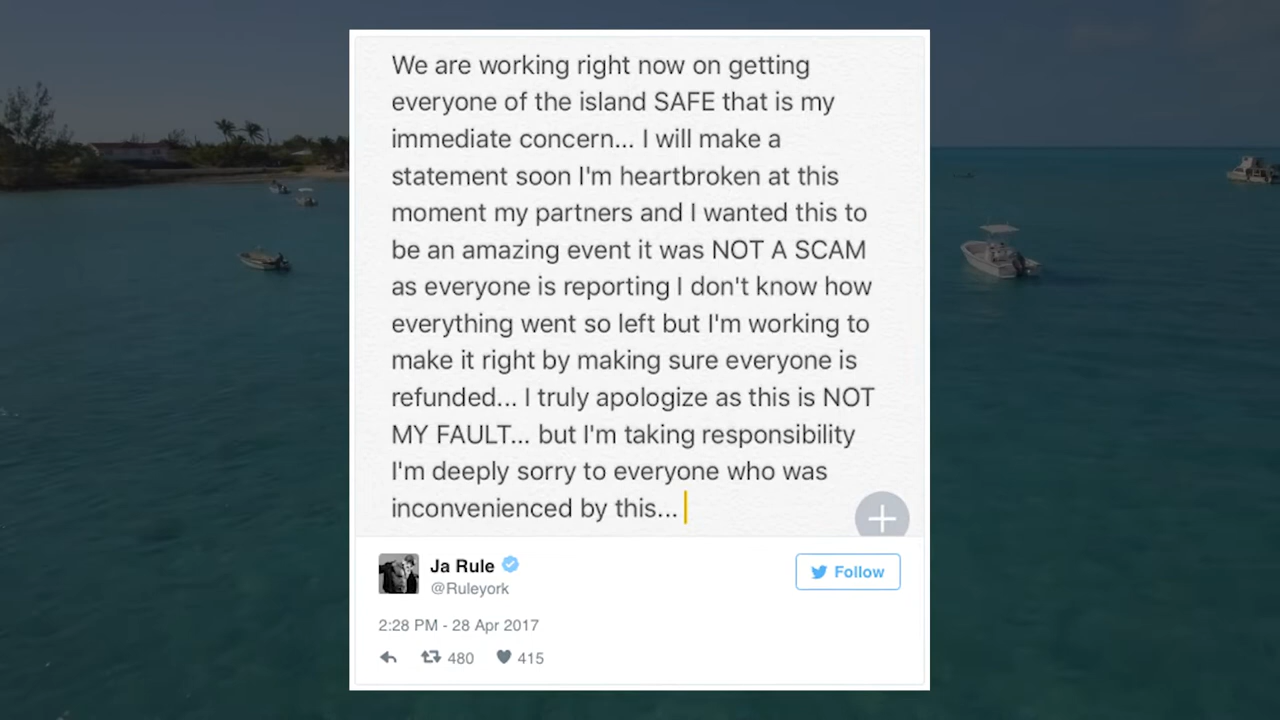 We are working right now on getting
everyone of the island SAFE that is my
immediate concern... I will make a
statement soon I'm heartbroken at this
moment my partners and I wanted this to
be an amazing event it was NOT A SCAM
as everyone is reporting I don't know how
everything went so left but I'm working to
make it right by making sure everyone is
refunded... I truly apologize as this is NOT
MY FAULT... but I'm taking responsibility
I'm deeply sorry to everyone who was
inconvenienced by this...
Ja Rule
Follow
@Ruleyork
2:28 PM - 28 Apr 2017
480 415